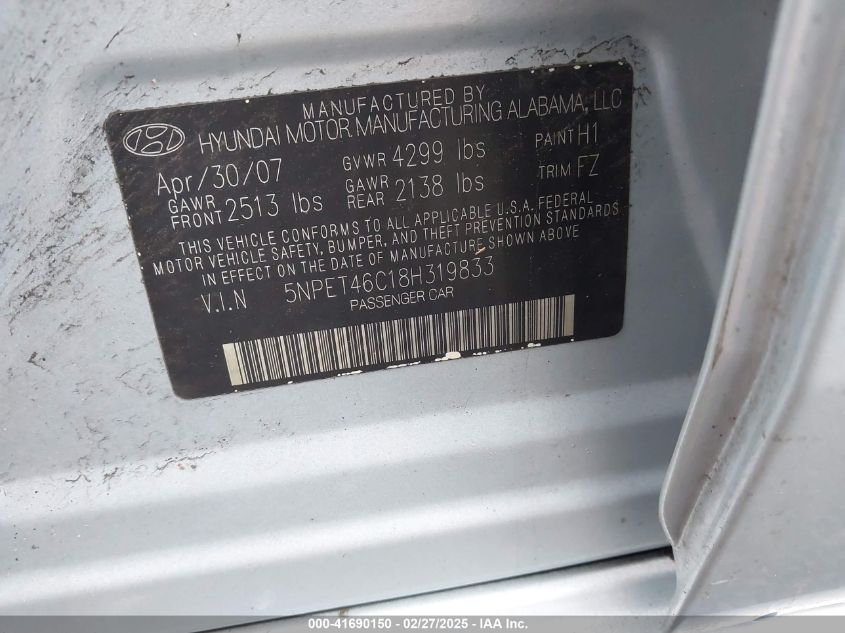 MANUFACTURED BY
HYUNDAI MOTOR MANUFACTURING ALABAMA, LLC
Apr/30/07 GVWR 4299 lbs PAINT H1
GAWR FRONT 2513 lbs GAWR REAR 2138 lbs TRIM FZ
THIS VEHICLE CONFORMS TO ALL APPLICABLE U.S.A. FEDERAL
MOTOR VEHICLE SAFETY, BUMPER, AND THEFT PREVENTION STANDARDS
IN EFFECT ON THE DATE OF MANUFACTURE SHOWN ABOVE
V.I.N 5NPET46C18H319833
PASSENGER CAR
000-41690150 - 02/27/2025 - IAA Inc.